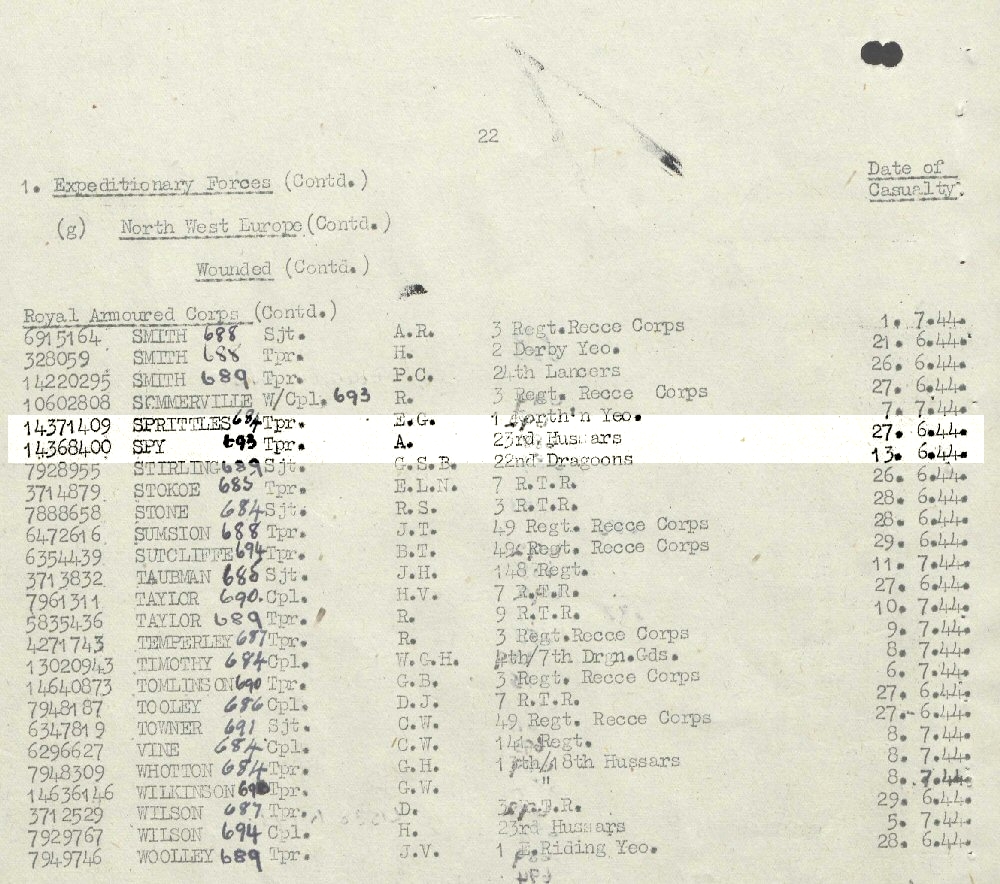 22
Date of
Casualty.
1. Expeditionary Forces (Contd.)
(g) North West Europe (Contd.)
Wounded (Contd.)
Royal Armoured Corps (Contd.)
6915164 SMITH 688 Sjt. A.R. 3 Regt.Recce Corps 1. 7.44.
328059 SMITH 688 Tpr. H. 2 Derby Yeo. 21. 6.44.
14220295 SMITH 689 Tpr. P.C. 24th Lancers 26. 6.44.
10602808 SOMMERVILLE W/Cpl. 693 R. 3 Regt. Recce Corps 27. 6.44.
14371409 SPRITTLES 684 Tpr. E.G. 1 North'n Yeo. 7. 7.44.
14368400 SPY 693 Tpr. A. 23rd Hussars 27. 6.44.
7928955 STIRLING 689 Sjt. G.S.B. 22nd Dragoons 13. 6.44.
3714879 STOKOE 685 Tpr. E.L.N. 7 R.T.R. 26. 6.44.
7888658 STONE 684 Sjt. R.S. 3 R.T.R. 28. 6.44.
6472616 SUMSION 688 Tpr. J.T. 49 Regt. Recce Corps 28. 6.44.
6354439 SUTCLIFFE 694 Tpr. B.T. 49 Regt. Recce Corps 29. 6.44.
3713832 TAUBMAN 685 Sjt. J.H. 148 Regt. 11. 7.44.
7961311 TAYLOR 690. Cpl. H.V. 7 R.T.R. 27. 6.44.
5835436 TAYLOR 689 Tpr. R. 9 R.T.R. 10. 7.44.
4271743 TEMPERLEY 687 Tpr. R. 3 Regt.Recce Corps 9. 7.44.
13020943 TIMOTHY 684 Cpl. W.G.H. 4th/7th Drgn.Gds. 8. 7.44.
14640873 TOMLINSON 690 Tpr. G.B. 3 Regt. Recce Corps 6. 7.44.
7948187 TOOLEY 686 Cpl. D.J. 7 R.T.R. 27. 6.44.
6347819 TOWNER 691 Sjt. C.W. 49 Regt. Recce Corps 27. 6.44.
6296627 VINE 684 Cpl. C.W. 141 Regt. 8. 7.44.
7948309 WHOTTON 684 Tpr. G.H. 13th/18th Hussars 8. 7.44.
14636146 WILKINSON 690 Tpr. G.W. " 8. 7.44.
3712529 WILSON 687 Tpr. D. 3 R.T.R. 29. 6.44.
7929767 WILSON 694 Cpl. H. 23rd Hussars 5. 7.44.
7949746 WOOLLEY 689 Tpr. J.V. 1 E.Riding Yeo. 28. 6.44.